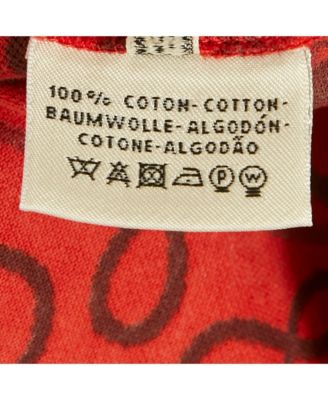 100% COTON-COTTON-
BAUMWOLLE-ALGODÓN-
COTONE-ALGODÃO
P W